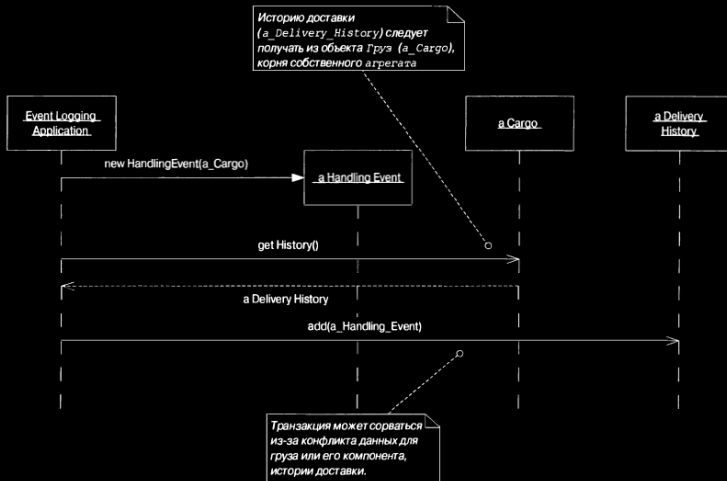 Историю доставки
(a_Delivery_History) следует
получать из объекта Груз (a_Cargo),
корня собственного агрегата
Event Logging
Application
a Cargo
a Delivery
History
new HandlingEvent(a_Cargo)
a Handling Event
get History()
a Delivery History
add(a_Handling_Event)
Транзакция может сорваться
из-за конфликта данных для
груза или его компонента,
истории доставки.